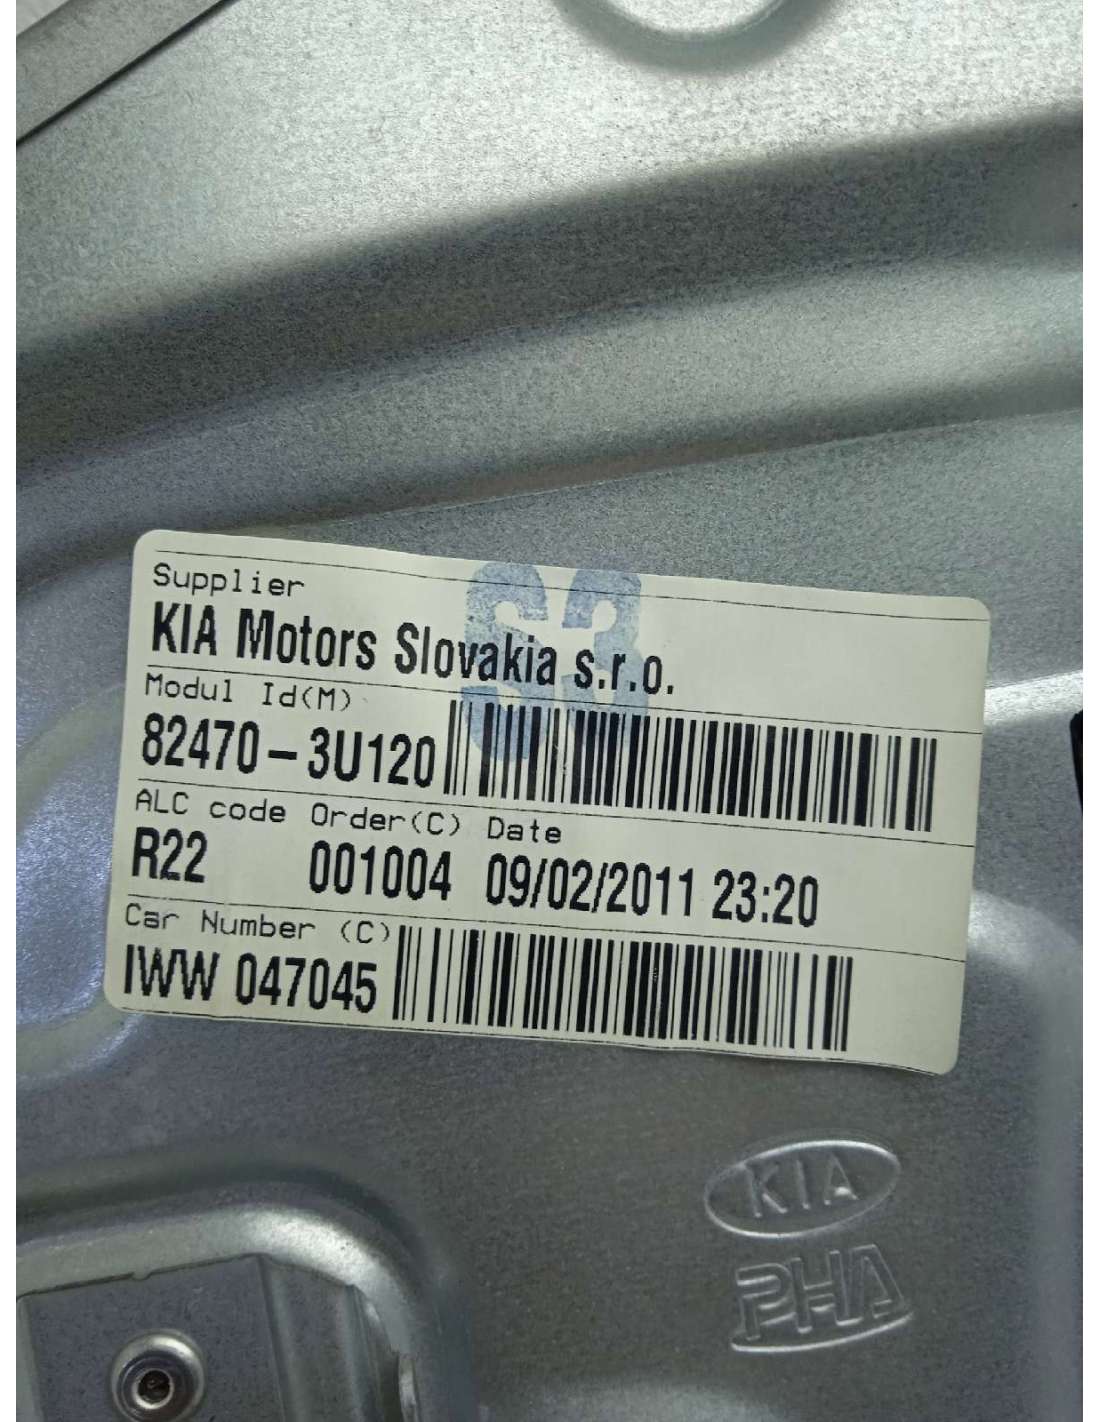 Supplier
S3
KIA Motors Slovakia s.r.o.
Modul Id(M)
82470-3U120
ALC code Order(C) Date
R22 001004 09/02/2011 23:20
Car Number (C)
IWW 047045
KIA
PHA